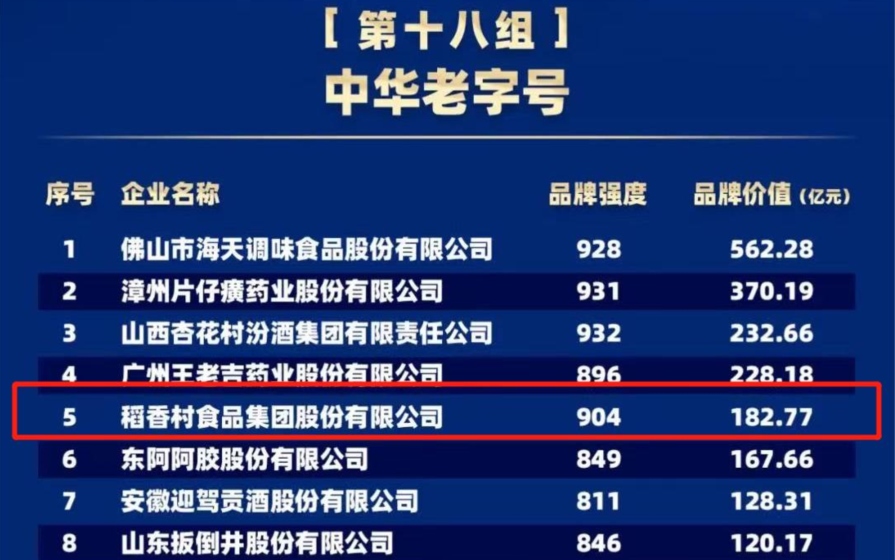 [ 第十八组 ]
中华老字号
序号 企业名称 品牌强度 品牌价值(亿元)
1 佛山市海天调味食品股份有限公司 928 562.28
2 漳州片仔癀药业股份有限公司 931 370.19
3 山西杏花村汾酒集团有限责任公司 932 232.66
4 广州王老吉药业股份有限公司 896 228.18
5 稻香村食品集团股份有限公司 904 182.77
6 东阿阿胶股份有限公司 849 167.66
7 安徽迎驾贡酒股份有限公司 811 128.31
8 山东扳倒井股份有限公司 846 120.17